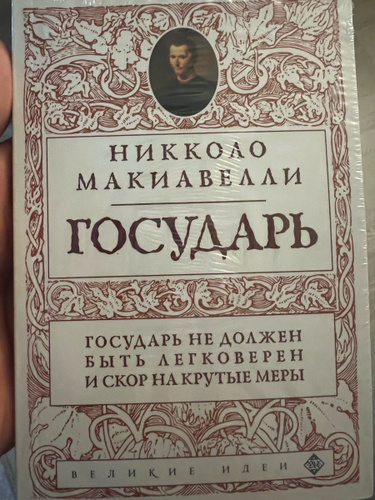 НИККОЛО
МАКИАВЕЛЛИ
ГОСУДАРЬ
ГОСУДАРЬ НЕ ДОЛЖЕН
БЫТЬ ЛЕГКОВЕРЕН
И СКОР НА КРУТЫЕ МЕРЫ
ВЕЛИКИЕ ИДЕИ